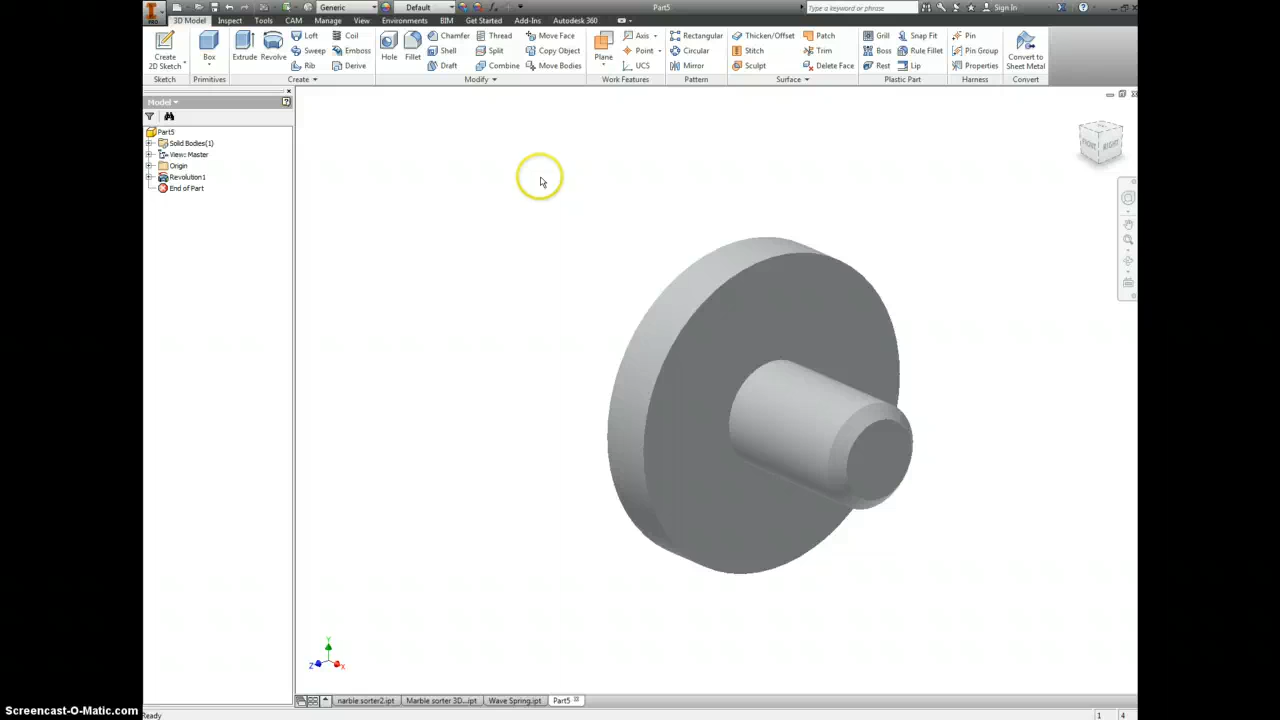 Generic Default Part5 Type a keyword or phrase Sign In
PRO 3D Model Inspect Tools CAM Manage View Environments BIM Get Started Add-Ins Autodesk 360
Create 2D Sketch
Box
Extrude Revolve
Loft Coil
Sweep Emboss
Rib Derive
Hole Fillet
Chamfer Thread Move Face
Shell Split Copy Object
Draft Combine Move Bodies
Plane
Axis
Point
UCS
Rectangular
Circular
Mirror
Thicken/Offset Patch
Stitch Trim
Sculpt Delete Face
Grill Snap Fit
Boss Rule Fillet
Rest Lip
Pin
Pin Group
Properties
Convert to Sheet Metal
Sketch Primitives Create Modify Work Features Pattern Surface Plastic Part Harness Convert
Model
Part5
Solid Bodies(1)
View: Master
Origin
Revolution1
End of Part
FRONT RIGHT
Y
Z X
narble sorter2.ipt Marble sorter 3D...ipt Wave Spring.ipt Part5
Ready 1 4
Screencast-O-Matic.com